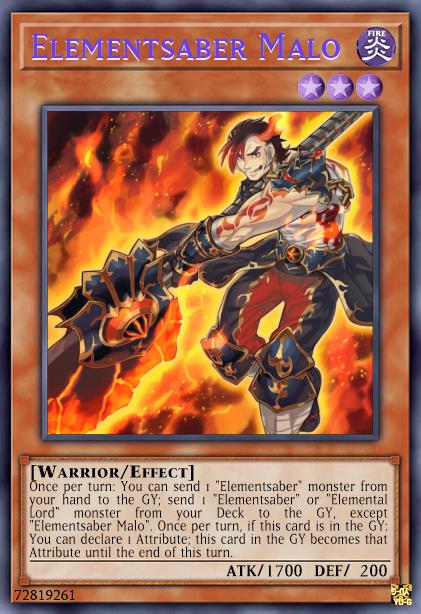 Elementsaber Malo
FIRE
炎
[Warrior/Effect]
Once per turn: You can send 1 "Elementsaber" monster from
your hand to the GY; send 1 "Elementsaber" or "Elemental
Lord" monster from your Deck to the GY, except
"Elementsaber Malo". Once per turn, if this card is in the GY:
You can declare 1 Attribute; this card in the GY becomes that
Attribute until the end of this turn.
ATK/1700 DEF/ 200
72819261